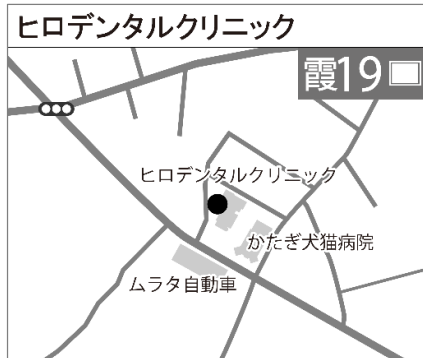 ヒロデンタルクリニック
霞19
ヒロデンタルクリニック
かたぎ犬猫病院
ムラタ自動車